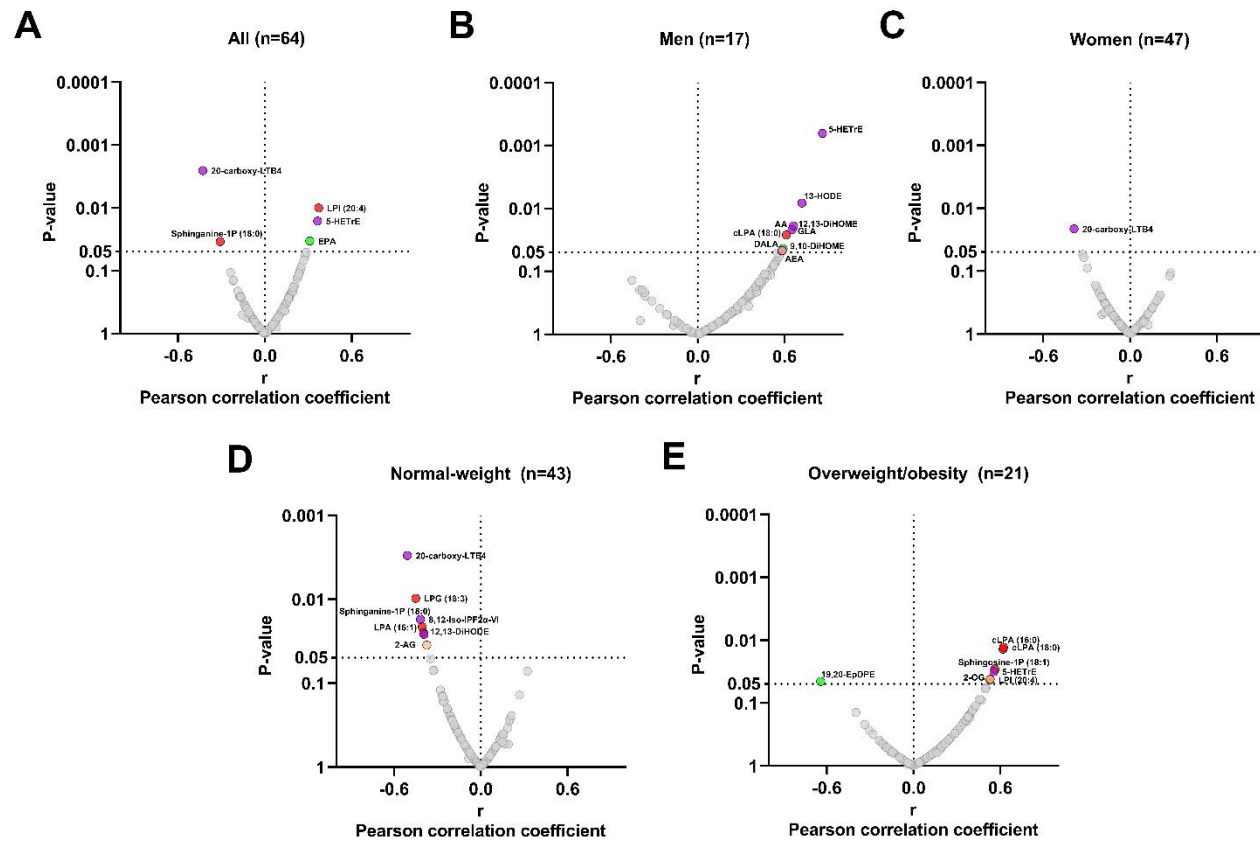 A
All (n=64)
0.0001
0.001
0.01
0.05
0.1
1
P-value
20-carboxy-LTB4
LPI (20:4)
5-HETrE
Sphinganine-1P (18:0)
EPA
-0.6
0.0
0.6
r
Pearson correlation coefficient
B
Men (n=17)
0.0001
0.001
0.01
0.05
0.1
1
P-value
5-HETrE
13-HODE
AA
12,13-DiHOME
GLA
cLPA (18:0)
DALA
9,10-DiHOME
AEA
-0.6
0.0
0.6
r
Pearson correlation coefficient
C
Women (n=47)
0.0001
0.001
0.01
0.05
0.1
1
P-value
20-carboxy-LTB4
-0.6
0.0
0.6
r
Pearson correlation coefficient
D
Normal-weight (n=43)
0.001
0.01
0.05
0.1
1
P-value
20-carboxy-LTB4
LPG (18:3)
Sphinganine-1P (18:0)
8,12-Iso-IPF2α-VI
LPA (16:1)
12,13-DiHODE
2-AG
-0.6
0.0
0.6
r
Pearson correlation coefficient
E
Overweight/obesity (n=21)
0.0001
0.001
0.01
0.05
0.1
1
P-value
cLPA (16:0)
cLPA (18:0)
Sphingosine-1P (18:1)
5-HETrE
2-OG
LPI (20:4)
19,20-EpDPE
-0.6
0.0
0.6
r
Pearson correlation coefficient